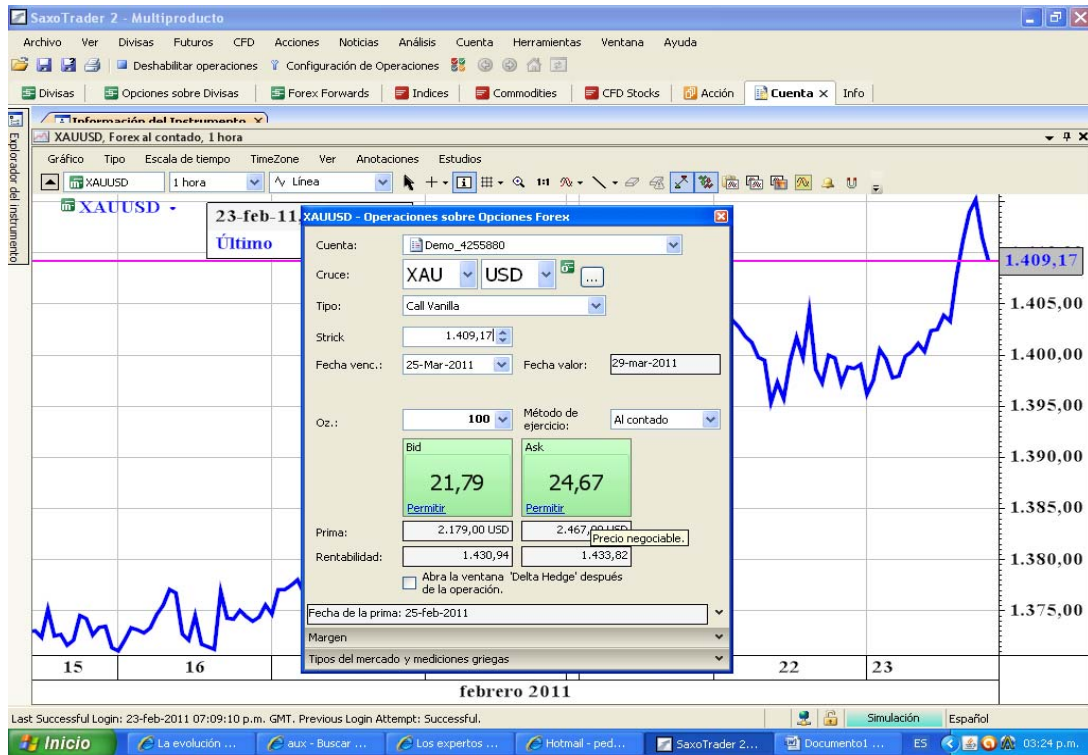 SaxoTrader 2 - Multiproducto
Archivo Ver Divisas Futuros CFD Acciones Noticias Análisis Cuenta Herramientas Ventana Ayuda
Deshabilitar operaciones Configuración de Operaciones
Divisas Opciones sobre Divisas Forex Forwards Indices Commodities CFD Stocks Acción Cuenta Info
Información del Instrumento
Explorador del instrumento
XAUUSD, Forex al contado, 1 hora
Gráfico Tipo Escala de tiempo TimeZone Ver Anotaciones Estudios
XAUUSD 1 hora Línea 1:1
XAUUSD
23-feb-11
Último
XAUUSD - Operaciones sobre Opciones Forex
Cuenta: Demo_4255880
Cruce: XAU USD ...
Tipo: Call Vanilla
Strick 1.409,17
Fecha venc.: 25-Mar-2011 Fecha valor: 29-mar-2011
Oz.: 100 Método de ejercicio: Al contado
Bid Ask
21,79 24,67
Permitir Permitir
Prima: 2.179,00 USD 2.467,00 USD
Precio negociable.
Rentabilidad: 1.430,94 1.433,82
Abra la ventana 'Delta Hedge' después
de la operación.
Fecha de la prima: 25-feb-2011
Margen
Tipos del mercado y mediciones griegas
1.409,17
1.405,00
1.400,00
1.395,00
1.390,00
1.385,00
1.380,00
1.375,00
15 16 22 23
febrero 2011
Last Successful Login: 23-feb-2011 07:09:10 p.m. GMT. Previous Login Attempt: Successful. Simulación Español
Inicio La evolución ... aux - Buscar ... Los expertos ... Hotmail - ped... SaxoTrader 2... Documento1 ... ES 03:24 p.m.